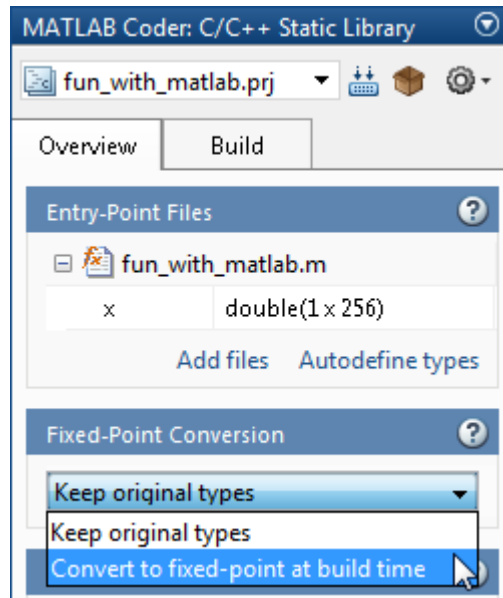 MATLAB Coder: C/C++ Static Library
fun_with_matlab.prj
Overview Build
Entry-Point Files ?
fun_with_matlab.m
x double(1 x 256)
Add files Autodefine types
Fixed-Point Conversion ?
Keep original types
Keep original types
Convert to fixed-point at build time